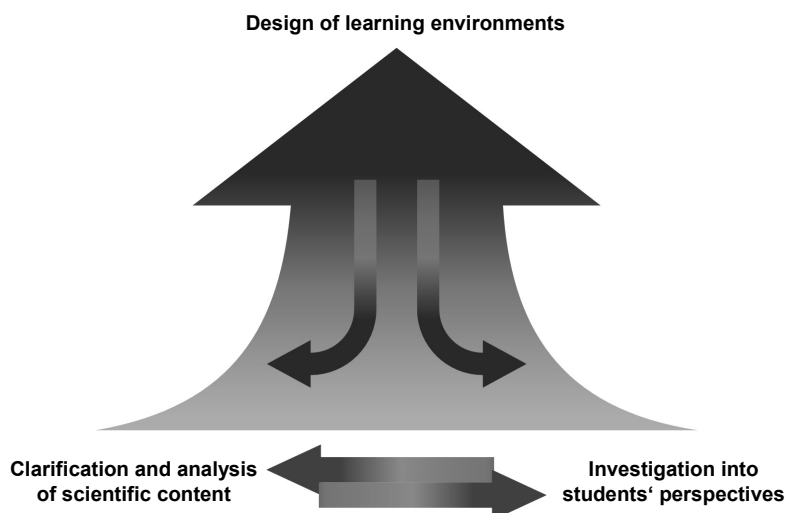 Design of learning environments
Clarification and analysis
of scientific content
Investigation into
students‘ perspectives